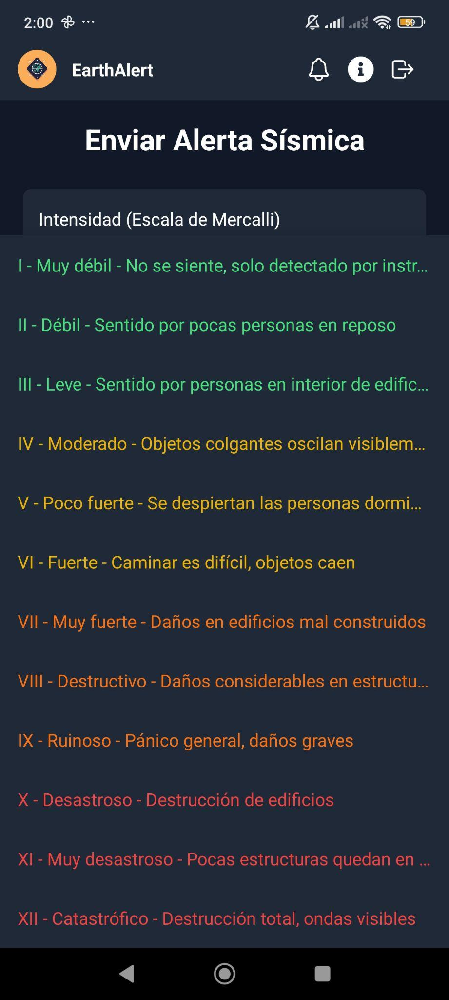 2:00
59
EarthAlert
Enviar Alerta Sísmica
Intensidad (Escala de Mercalli)
I - Muy débil - No se siente, solo detectado por instr...
II - Débil - Sentido por pocas personas en reposo
III - Leve - Sentido por personas en interior de edific...
IV - Moderado - Objetos colgantes oscilan visiblem...
V - Poco fuerte - Se despiertan las personas dormi...
VI - Fuerte - Caminar es difícil, objetos caen
VII - Muy fuerte - Daños en edificios mal construidos
VIII - Destructivo - Daños considerables en estructu...
IX - Ruinoso - Pánico general, daños graves
X - Desastroso - Destrucción de edificios
XI - Muy desastroso - Pocas estructuras quedan en ...
XII - Catastrófico - Destrucción total, ondas visibles